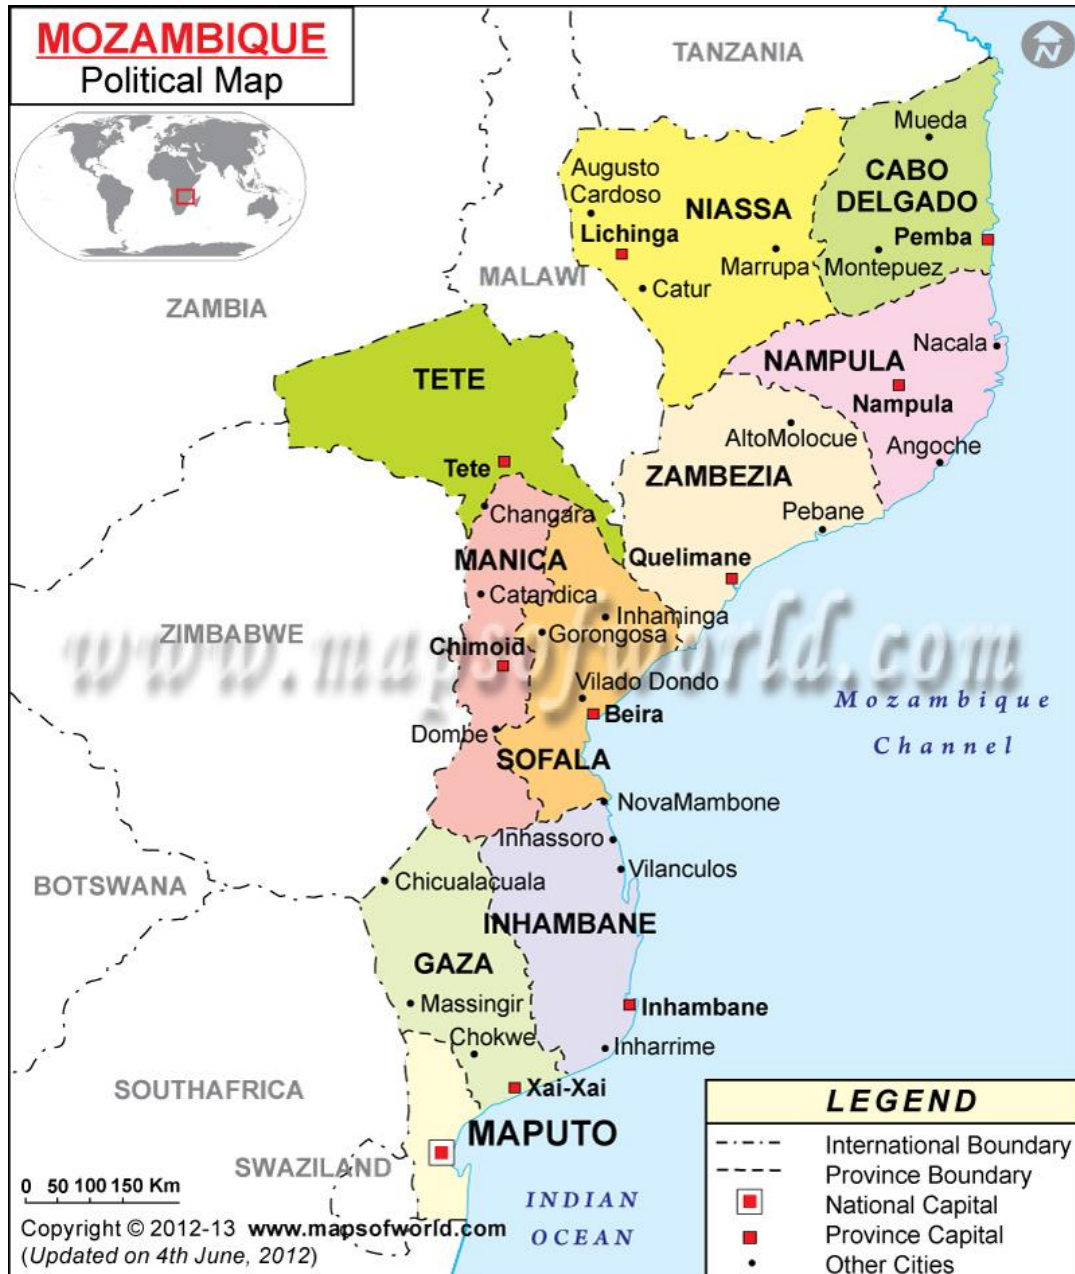 MOZAMBIQUE
Political Map
N
TANZANIA
Mueda
CABO
DELGADO
Augusto
Cardoso
NIASSA
Lichinga
Pemba
Marrupa
Montepuez
MALAWI
Catur
ZAMBIA
Nacala
NAMPULA
TETE
Nampula
AltoMolocue
Angoche
Tete
ZAMBEZIA
Changara
Pebane
MANICA
Quelimane
Catandica
Inhaminga
ZIMBABWE
Gorongosa
Chimoid
www.mapsofworld.com
Vilado Dondo
Mozambique
Channel
Beira
Dombe
SOFALA
NovaMambone
Inhassoro
Vilanculos
BOTSWANA
Chicualacuala
INHAMBANE
GAZA
Massingir
Inhambane
Chokwe
Inharrime
SOUTHAFRICA
Xai-Xai
MAPUTO
SWAZILAND
INDIAN
OCEAN
0 50 100 150 Km
Copyright © 2012-13 www.mapsofworld.com
(Updated on 4th June, 2012)
LEGEND
International Boundary
Province Boundary
National Capital
Province Capital
Other Cities